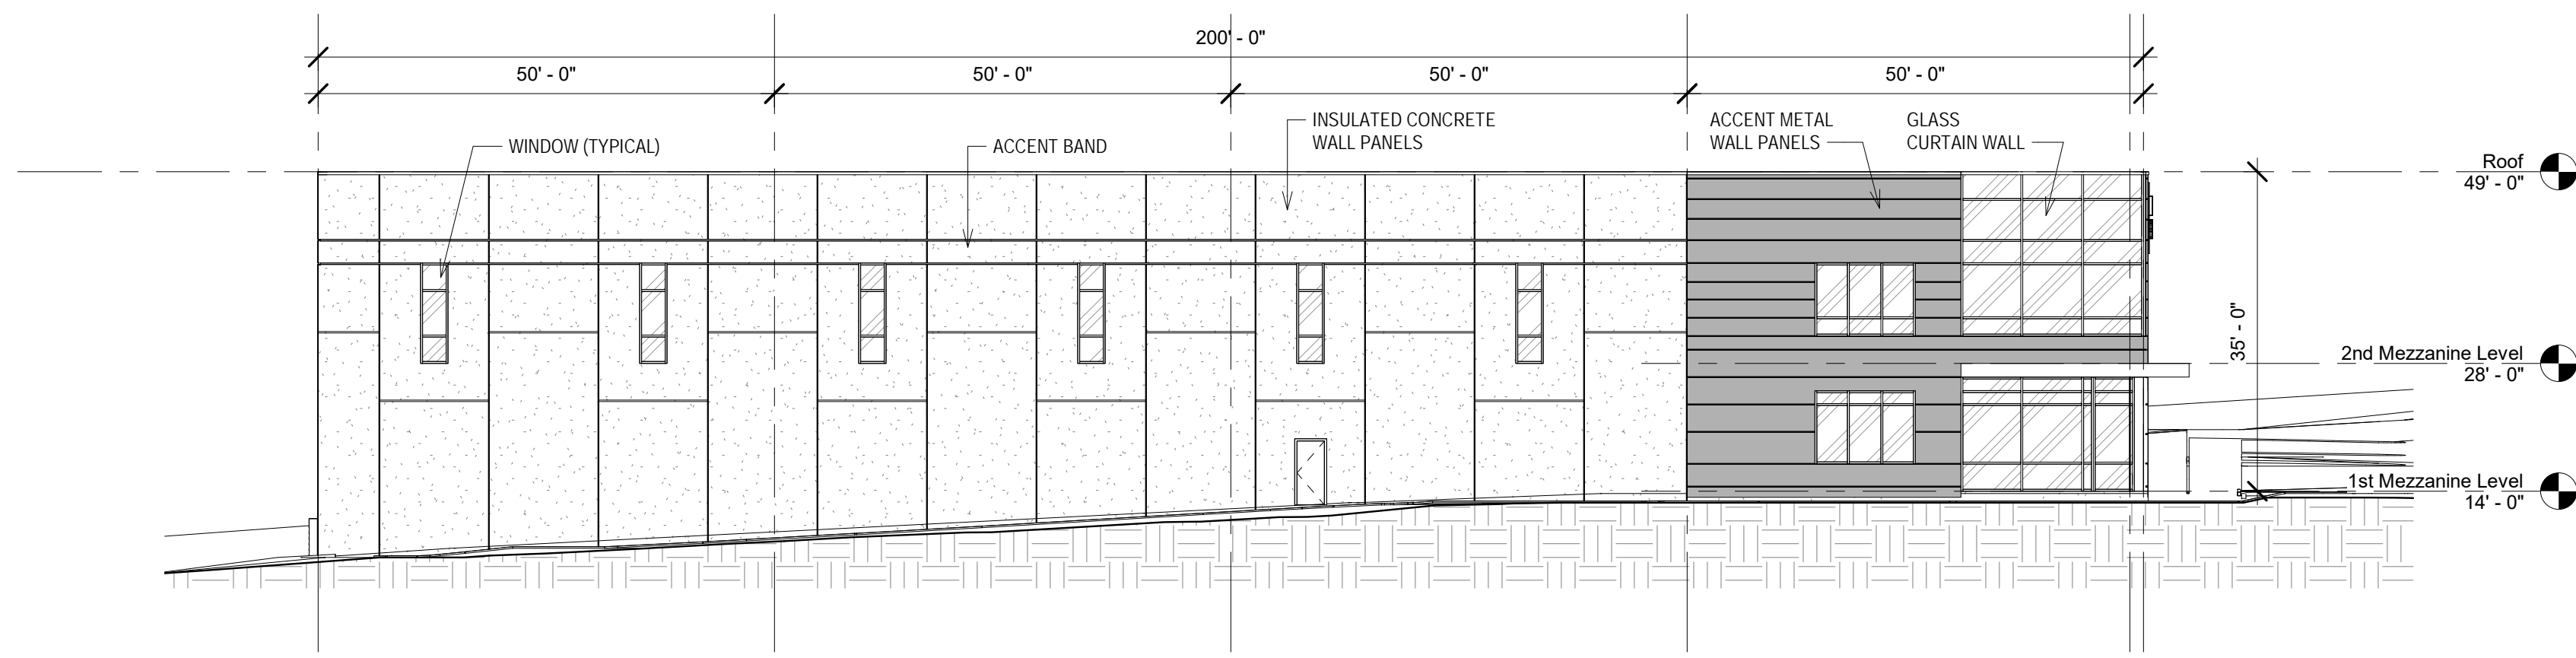 200' - 0"
50' - 0"
50' - 0"
50' - 0"
50' - 0"
WINDOW (TYPICAL)
ACCENT BAND
INSULATED CONCRETE
WALL PANELS
ACCENT METAL
WALL PANELS
GLASS
CURTAIN WALL
Roof
49' - 0"
35' - 0"
2nd Mezzanine Level
28' - 0"
1st Mezzanine Level
14' - 0"